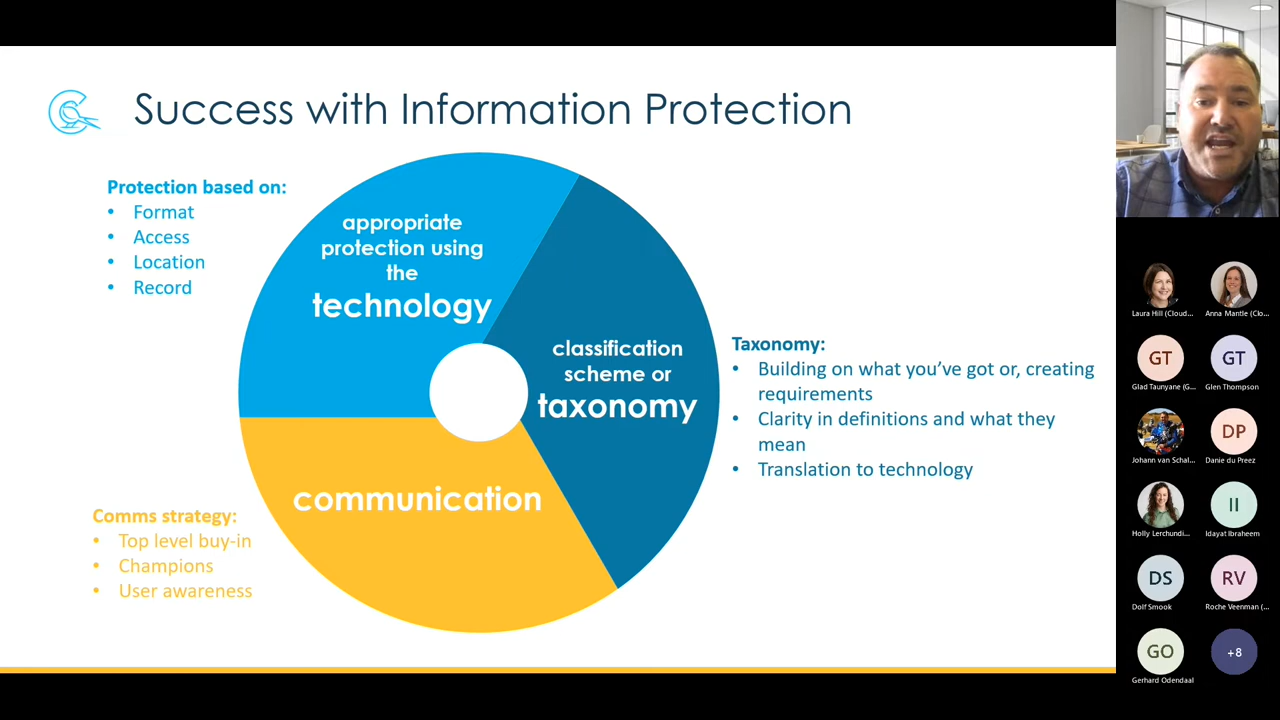 Success with Information Protection
Protection based on:
• Format
• Access
• Location
• Record
appropriate
protection using
the
technology
classification
scheme or
taxonomy
Taxonomy:
• Building on what you’ve got or, creating
requirements
• Clarity in definitions and what they
mean
• Translation to technology
communication
Comms strategy:
• Top level buy-in
• Champions
• User awareness
Laura Hill (Cloud...
Anna Mantle (Clo...
GT
GT
Glad Taunyane (G...
Glen Thompson
DP
Johann van Schal...
Danie du Preez
II
Holly Lerchundi...
Idayat Ibraheem
DS
RV
Dolf Smook
Roche Veenman (...
GO
+8
Gerhard Odendaal